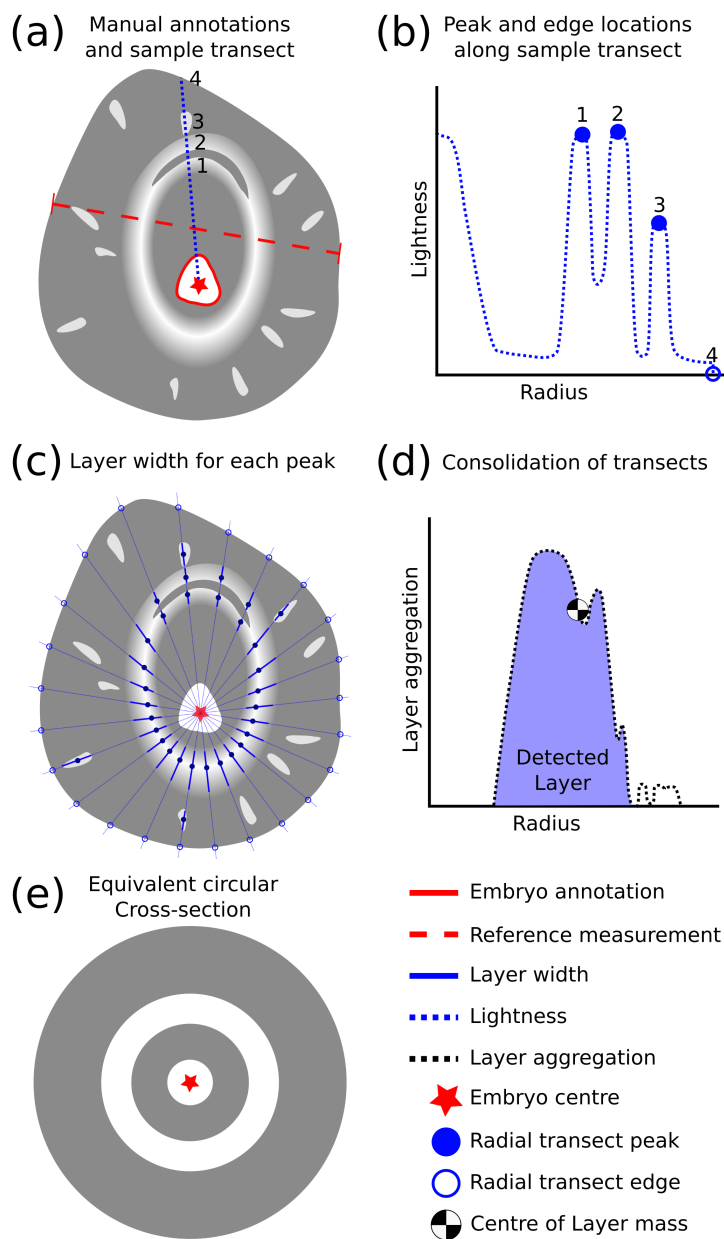 (a) Manual annotations
and sample transect
4
3
2
1
(b) Peak and edge locations
along sample transect
Lightness
1
2
3
4
Radius
(c) Layer width for each peak
(d) Consolidation of transects
Layer aggregation
Detected
Layer
Radius
(e) Equivalent circular
Cross-section
Embryo annotation
Reference measurement
Layer width
Lightness
Layer aggregation
Embryo centre
Radial transect peak
Radial transect edge
Centre of Layer mass